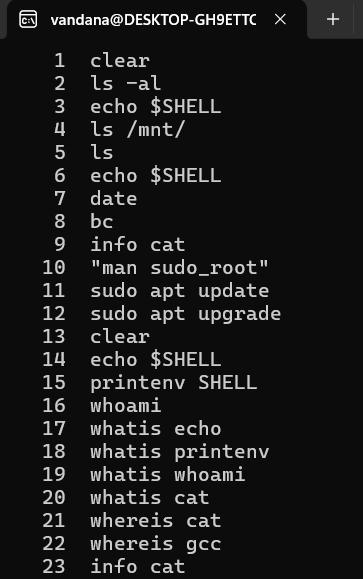 vandana@DESKTOP-GH9ETTC
1 clear
2 ls -al
3 echo $SHELL
4 ls /mnt/
5 ls
6 echo $SHELL
7 date
8 bc
9 info cat
10 "man sudo_root"
11 sudo apt update
12 sudo apt upgrade
13 clear
14 echo $SHELL
15 printenv SHELL
16 whoami
17 whatis echo
18 whatis printenv
19 whatis whoami
20 whatis cat
21 whereis cat
22 whereis gcc
23 info cat